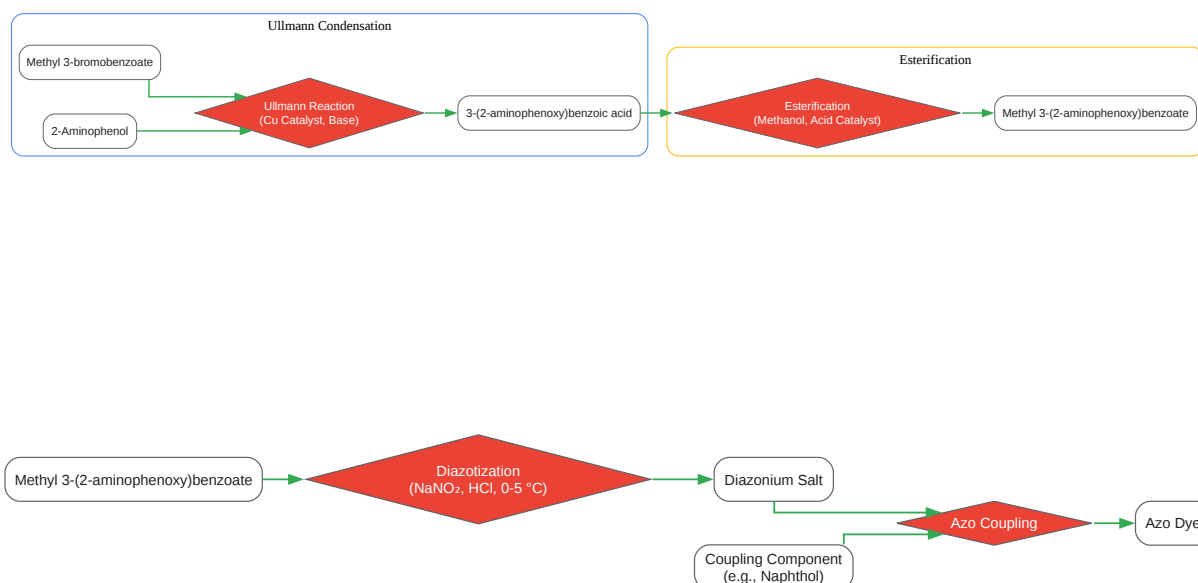 Ullmann Condensation
Methyl 3-bromobenzoate
2-Aminophenol
Ullmann Reaction
(Cu Catalyst, Base)
3-(2-aminophenoxy)benzoic acid
Esterification
Esterification
(Methanol, Acid Catalyst)
Methyl 3-(2-aminophenoxy)benzoate
Methyl 3-(2-aminophenoxy)benzoate
Diazotization
(NaNO₂, HCl, 0-5 °C)
Diazonium Salt
Coupling Component
(e.g., Naphthol)
Azo Coupling
Azo Dye